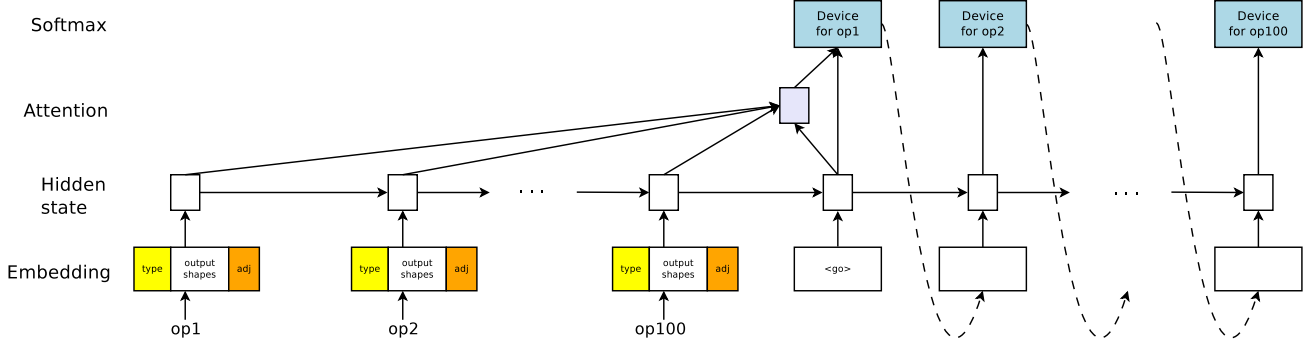 Softmax
Device
for op1
Device
for op2
Device
for op100
Attention
Hidden
state
. . .
. . .
Embedding
type
output
shapes
adj
type
output
shapes
adj
type
output
shapes
adj
<go>
op1
op2
op100